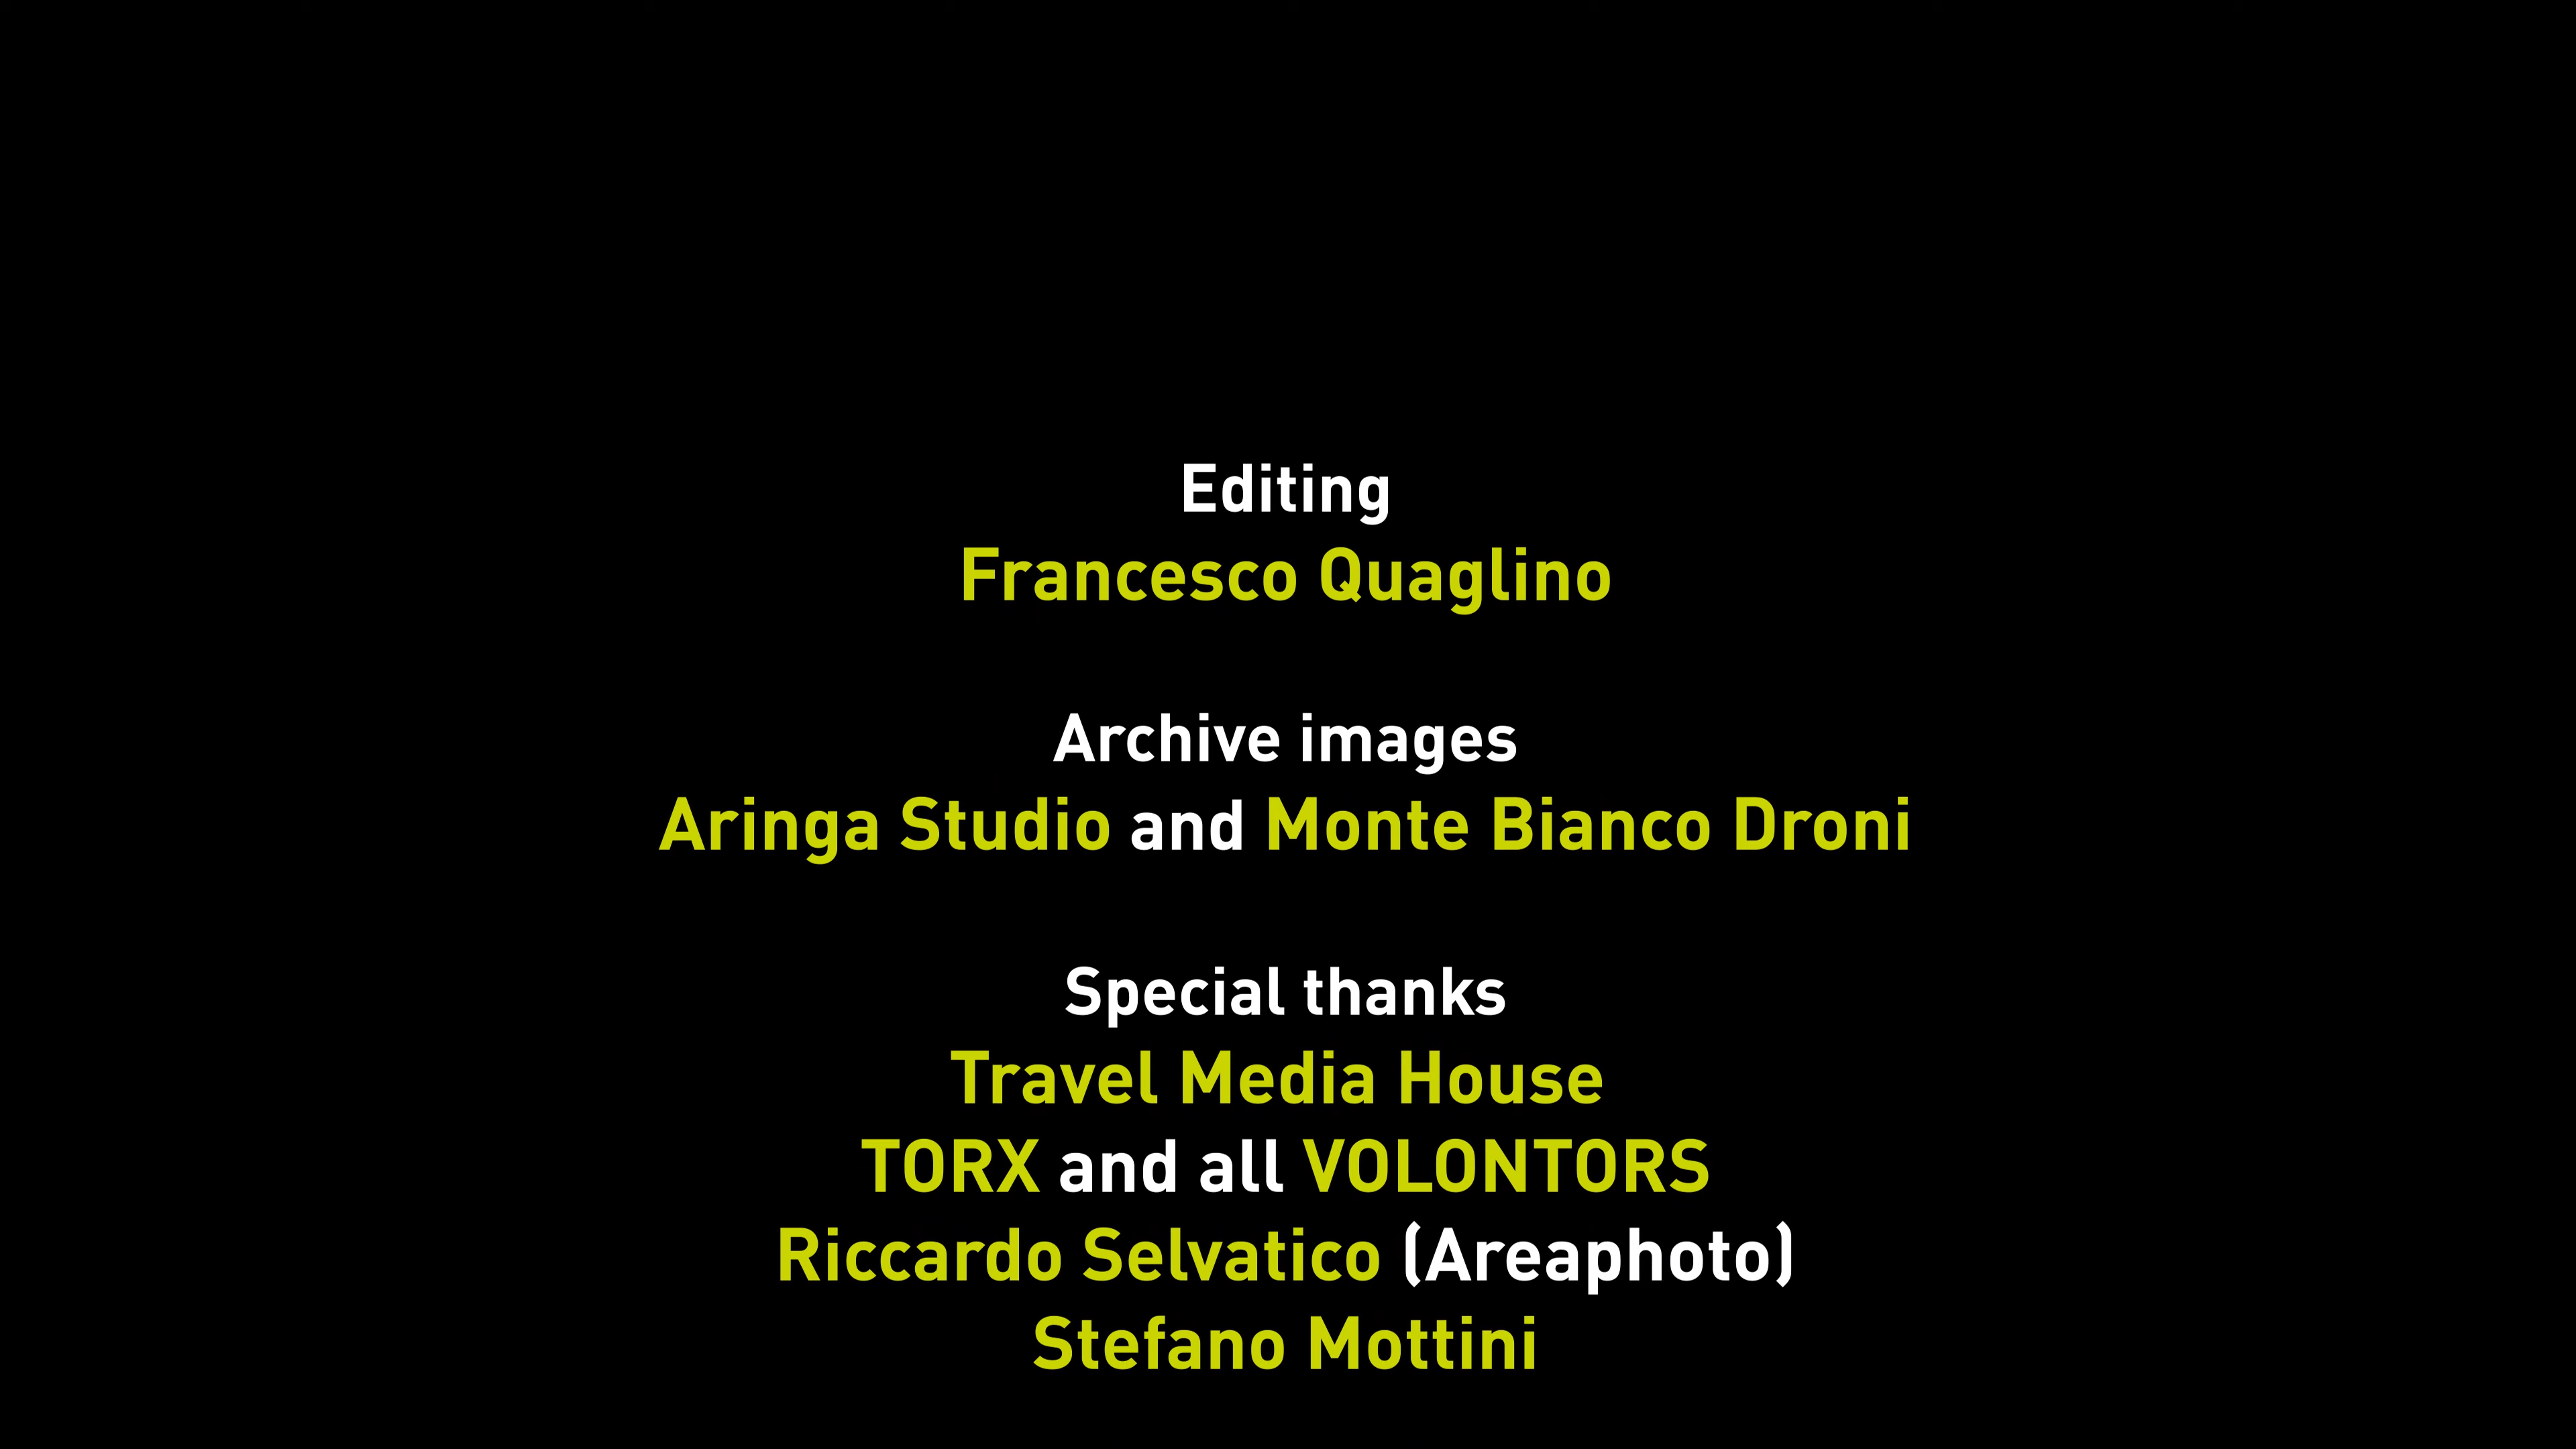 Editing
Francesco Quaglino
Archive images
Aringa Studio and Monte Bianco Droni
Special thanks
Travel Media House
TORX and all VOLONTORS
Riccardo Selvatico (Areaphoto)
Stefano Mottini